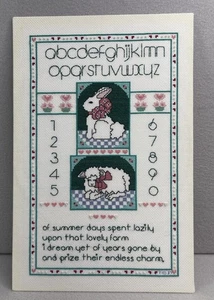 abcdefghijklmn
opqrstuvwxyz
1 6
2 7
3 8
4 9
5 0
of summer days spent lazily
upon that lovely farm
I dream yet of years gone by
and prize their endless charm,